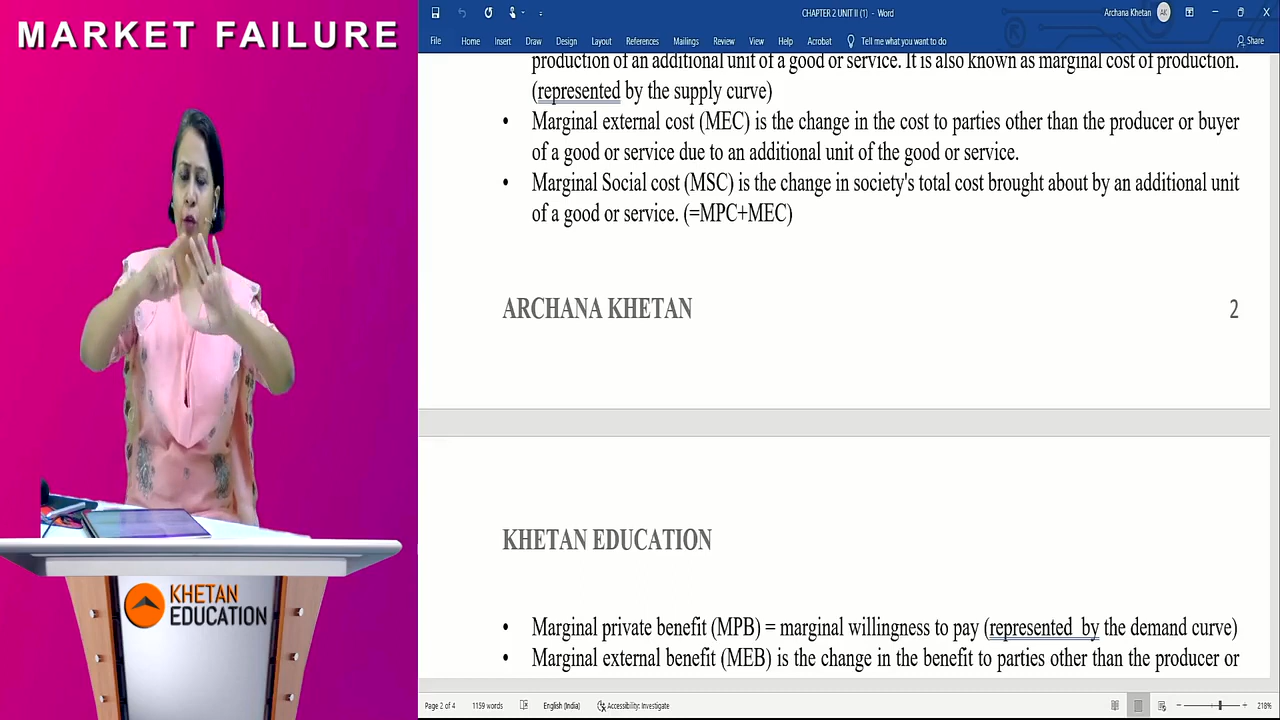 MARKET FAILURE
CHAPTER 2 UNIT II (1) - Word
Archana Khetan
AK
File Home Insert Draw Design Layout References Mailings Review View Help Acrobat Tell me what you want to do
Share
production of an additional unit of a good or service. It is also known as marginal cost of production.
(represented by the supply curve)
• Marginal external cost (MEC) is the change in the cost to parties other than the producer or buyer
of a good or service due to an additional unit of the good or service.
• Marginal Social cost (MSC) is the change in society's total cost brought about by an additional unit
of a good or service. (=MPC+MEC)
ARCHANA KHETAN 2
KHETAN EDUCATION
• Marginal private benefit (MPB) = marginal willingness to pay (represented by the demand curve)
• Marginal external benefit (MEB) is the change in the benefit to parties other than the producer or
KHETAN
EDUCATION
Page 2 of 4 1159 words English (India) Accessibility: Investigate 218%